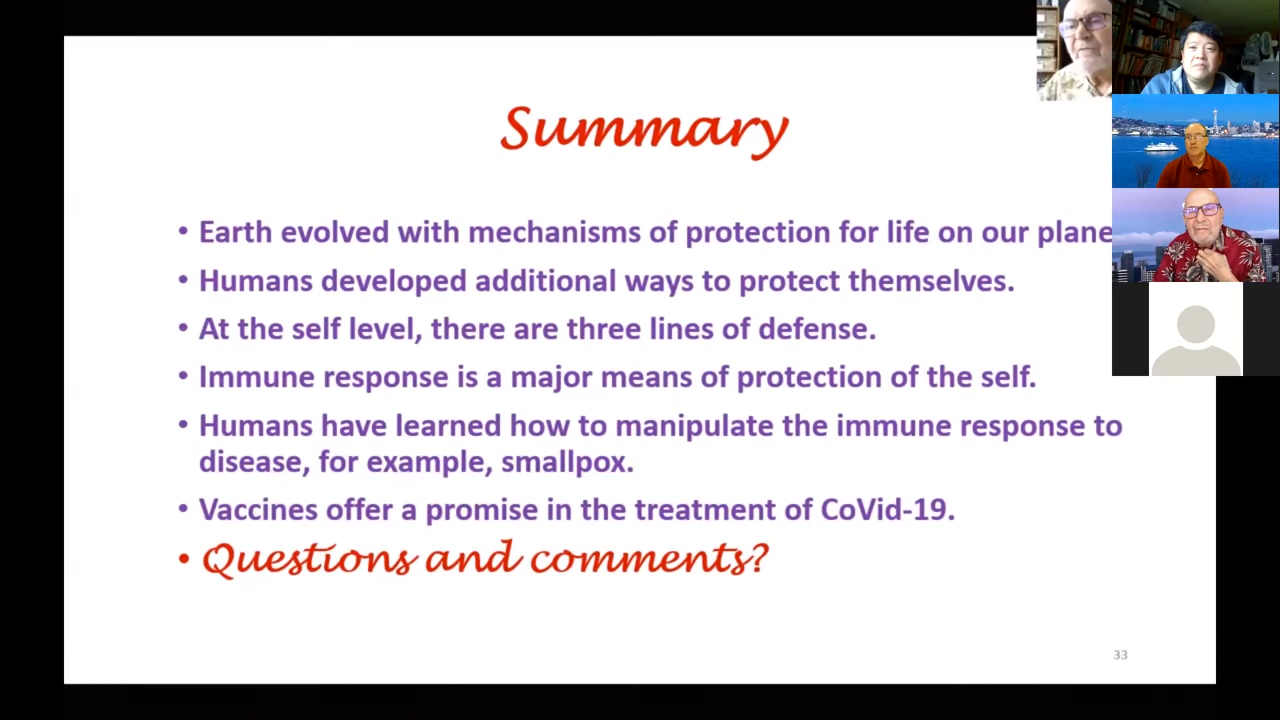 Summary
• Earth evolved with mechanisms of protection for life on our plane
• Humans developed additional ways to protect themselves.
• At the self level, there are three lines of defense.
• Immune response is a major means of protection of the self.
• Humans have learned how to manipulate the immune response to
disease, for example, smallpox.
• Vaccines offer a promise in the treatment of CoVid-19.
• Questions and comments?
33